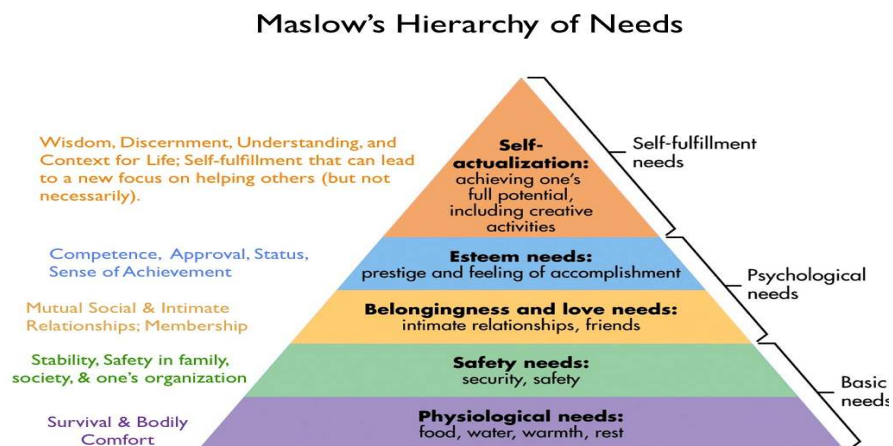 Maslow's Hierarchy of Needs
Wisdom, Discernment, Understanding, and
Context for Life; Self-fulfillment that can lead
to a new focus on helping others (but not
necessarily).
Self-
actualization:
achieving one's
full potential,
including creative
activities
Self-fulfillment
needs
Competence, Approval, Status,
Sense of Achievement
Esteem needs:
prestige and feeling of accomplishment
Psychological
needs
Mutual Social & Intimate
Relationships; Membership
Belongingness and love needs:
intimate relationships, friends
Stability, Safety in family,
society, & one's organization
Safety needs:
security, safety
Basic
needs
Survival & Bodily
Comfort
Physiological needs:
food, water, warmth, rest